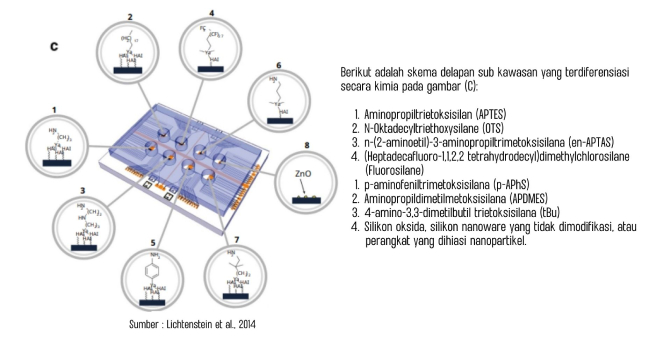 C
2
4
6
1
8
ZnO
3
5
7
NH₂
Sumber : Lichtenstein et al., 2014
Berikut adalah skema delapan sub kawasan yang terdiferensiasi
secara kimia pada gambar (C):
1. Aminopropiltrietoksisilan (APTES)
2. N-Oktadecyltriethoxysilane (OTS)
3. n-(2-aminoetil)-3-aminopropiltrimetoksisilana (en-APTAS)
4. (Heptadecafluoro-1,1,2,2 tetrahydrodecyl)dimethylchlorosilane
(Fluorosilane)
1. p-aminofeniltrimetoksisilana (p-APhS)
2. Aminopropildimetilmetoksisilana (APDMES)
3. 4-amino-3,3-dimetilbutil trietoksisilana (tBu)
4. Silikon oksida, silikon nanoware yang tidak dimodifikasi, atau
perangkat yang dihiasi nanopartikel.